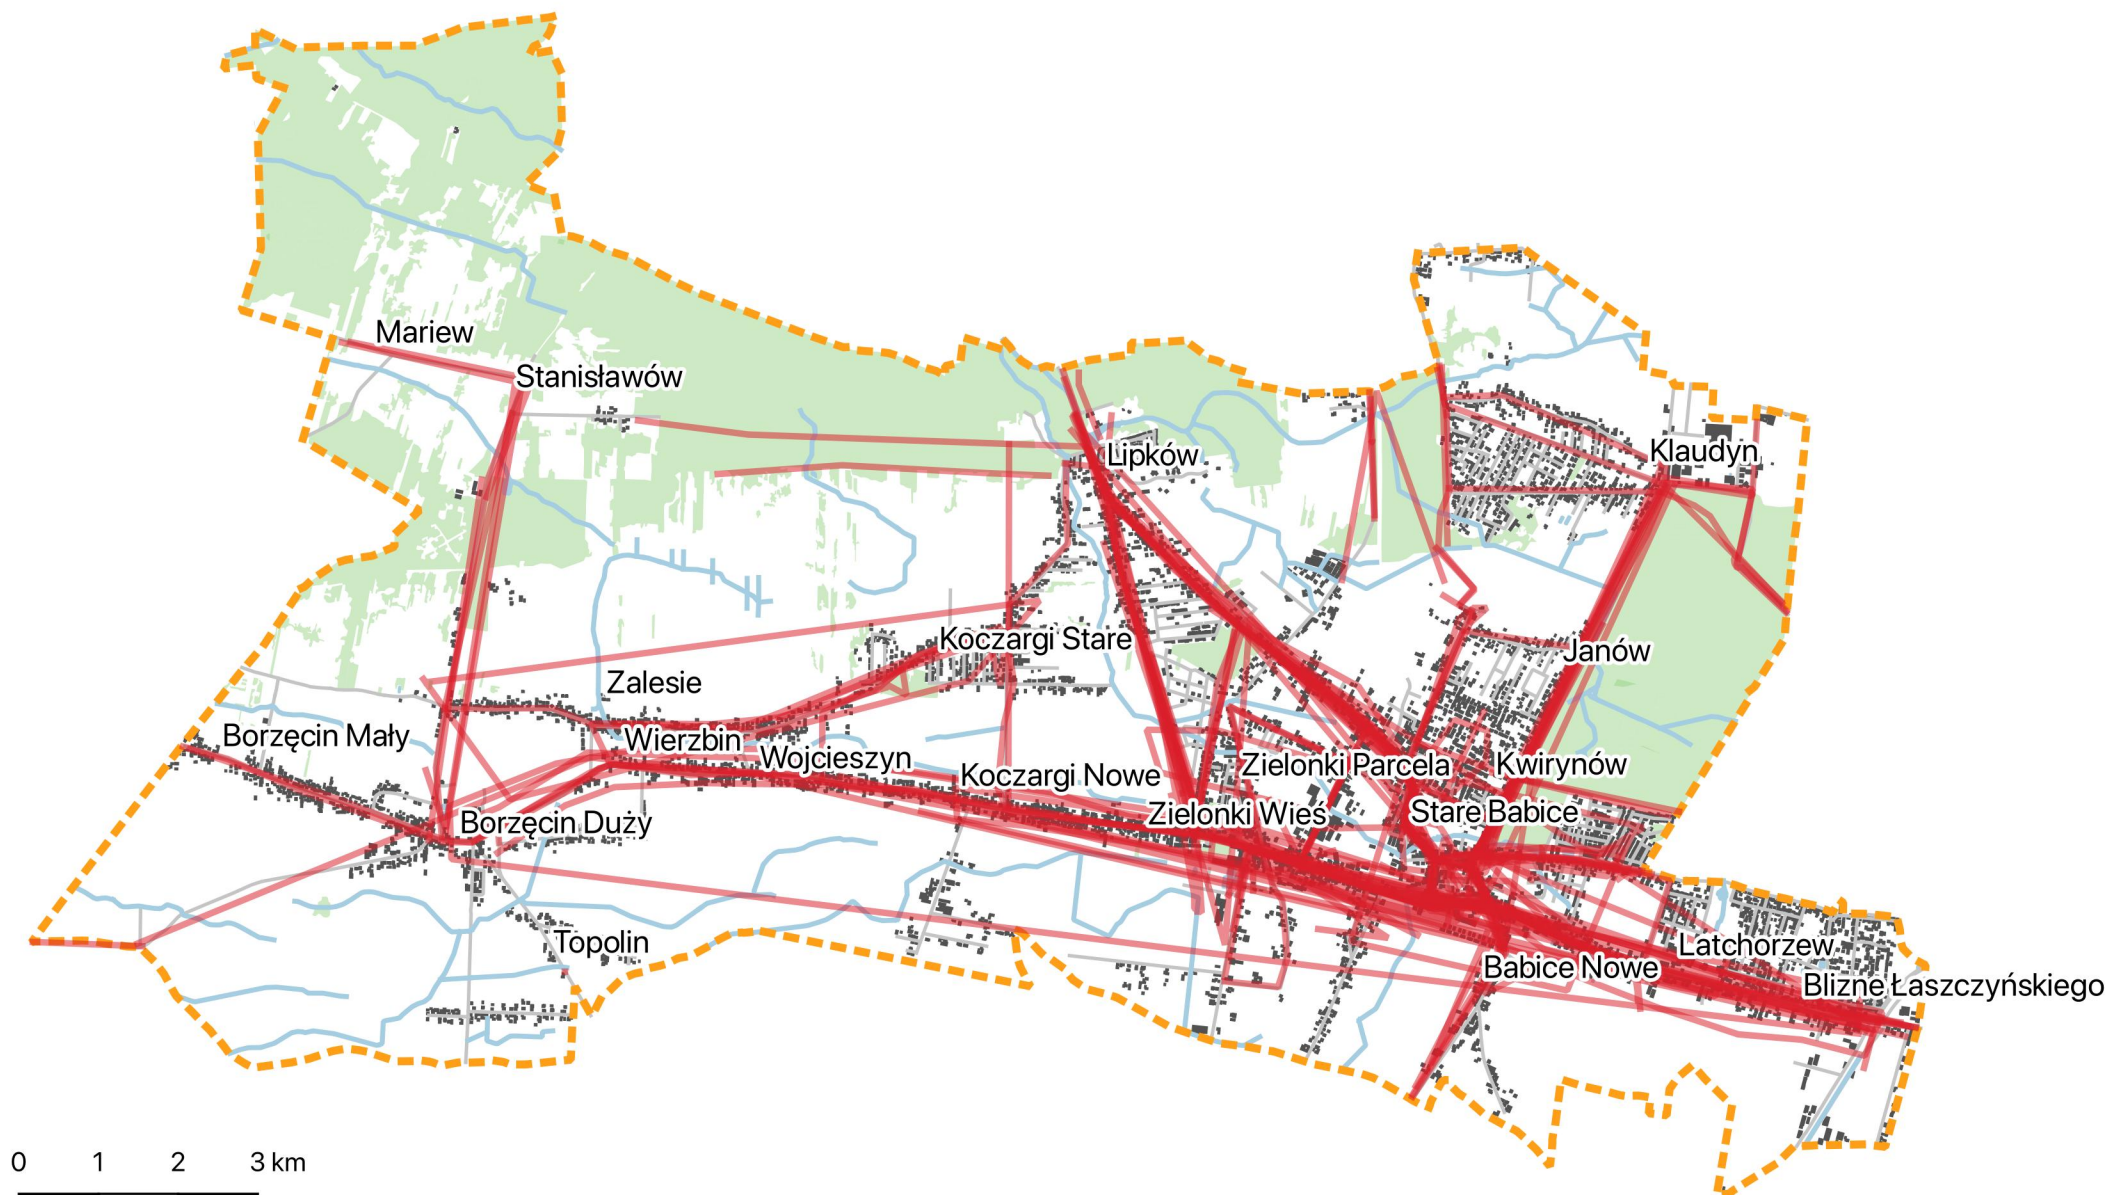 Mariew
Stanisławów
Lipków
Klaudyn
Koczargi Stare
Janów
Zalesie
Borzęcin Mały
Wierzbin
Wojcieszyn
Koczargi Nowe
Zielonki Parcela
Kwirynów
Zielonki Wieś
Stare Babice
Borzęcin Duży
Topolin
Latchorzew
Babice Nowe
Blizne Łaszczyńskiego
0 1 2 3 km